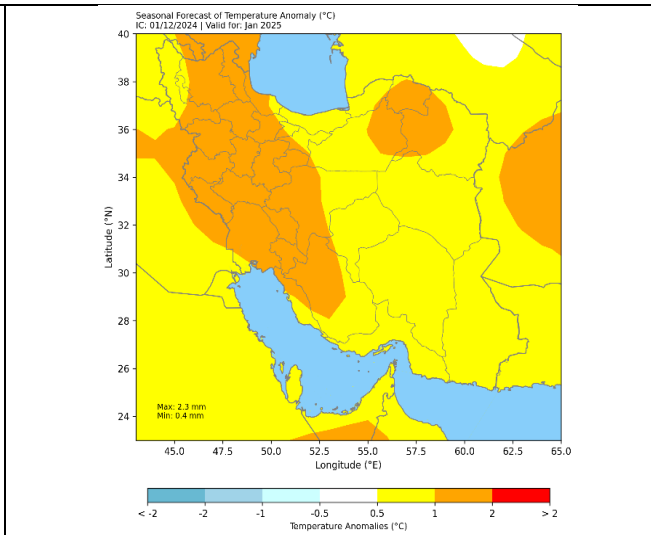 Seasonal Forecast of Temperature Anomaly (°C)
IC: 01/12/2024 | Valid for: Jan 2025
40
38
36
34
32
30
28
26
24
Latitude (°N)
Max: 2.3 mm
Min: 0.4 mm
45.0 47.5 50.0 52.5 55.0 57.5 60.0 62.5 65.0
Longitude (°E)
< -2 -2 -1 -0.5 0.5 1 2 > 2
Temperature Anomalies (°C)